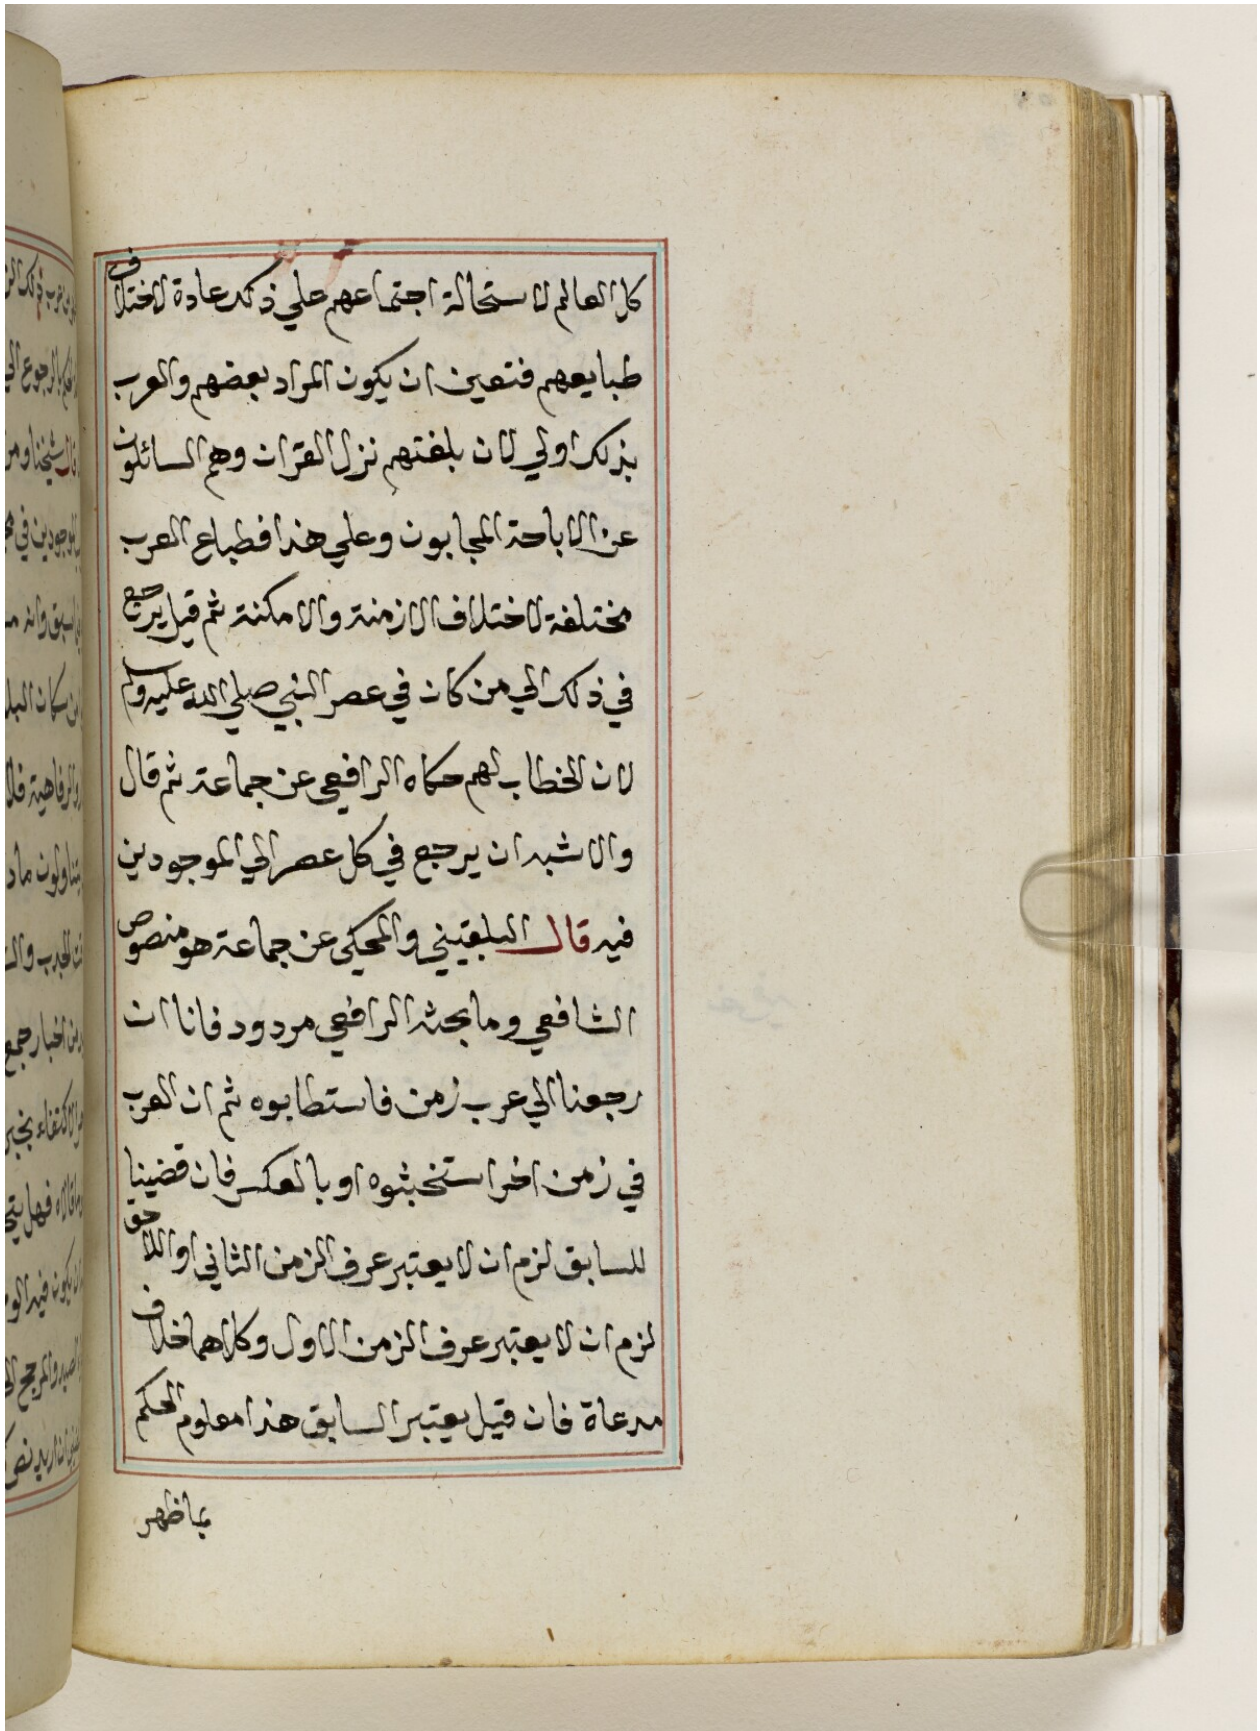 كل العالم لاستحالة اجتماعهم علي ذلك عادة لاختلاف
طبايعهم فتعين ان يكون المراد بعضهم والعرب
بذلك اولي لان بلغتهم نزل القران وهم السائلون
عن الاباحة المجابون وعلي هذا فطباع العرب
مختلفة لاختلاف الازمنة والامكنة ثم قيل يرجع
في ذلك الي من كان في عصر النبي صلي الله عليه وسلم
لان الخطاب لهم حكاه الرافعي عن جماعة ثم قال
والاشبه ان يرجع في كل عصر الي الموجودين
فيه قال البلقيني والمحكي عن جماعة هو منصوص
الشافعي وما بحثه الرافعي مردود فانا ان
رجعنا الي عرب زمن فاستطابوه ثم ان العرب
في زمن اخر استخبثوه او بالعكس فان قضينا
للسابق لزم ان لا يعتبر عرف الزمن الثاني او اللاحق
لزم ان لا يعتبر عرف الزمن الاول وكلاهما خلاف
مدعاة فان قيل يعتبر السابق هذا معلوم الحكم
بماظهر